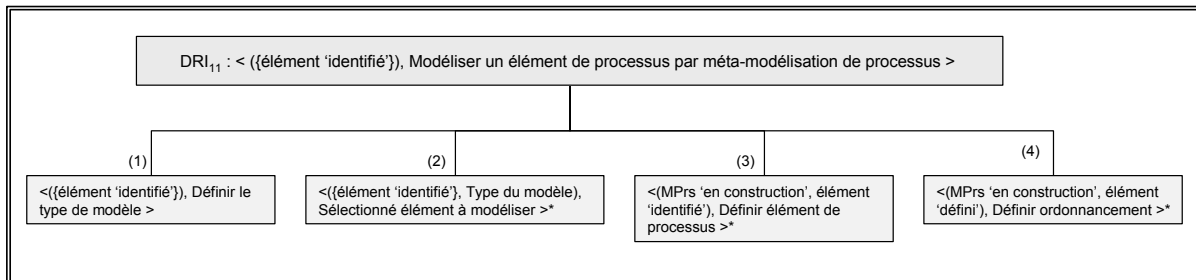 DRI11 : < ({élément ‘identifié’}), Modéliser un élément de processus par méta-modélisation de processus >
(1)
(2)
(3)
(4)
<({élément ‘identifié’}), Définir le
type de modèle >
<({élément ‘identifié’}, Type du modèle),
Sélectionné élément à modéliser >*
<(MPrs ‘en construction’, élément
‘identifié’), Définir élément de
processus >*
<(MPrs ‘en construction’, élément
‘défini’), Définir ordonnancement >*